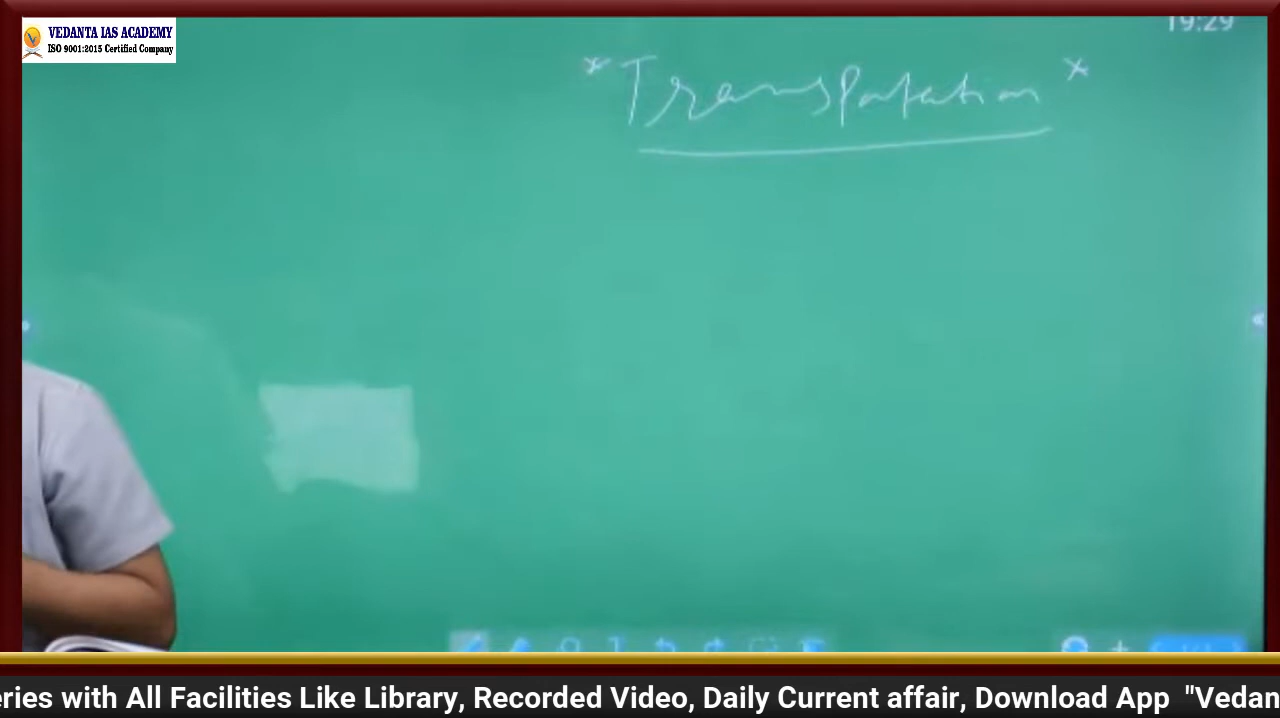 VEDANTA IAS ACADEMY
ISO 9001:2015 Certified Company
19:29
* Transpotation *
eries with All Facilities Like Library, Recorded Video, Daily Current affair, Download App "Vedan